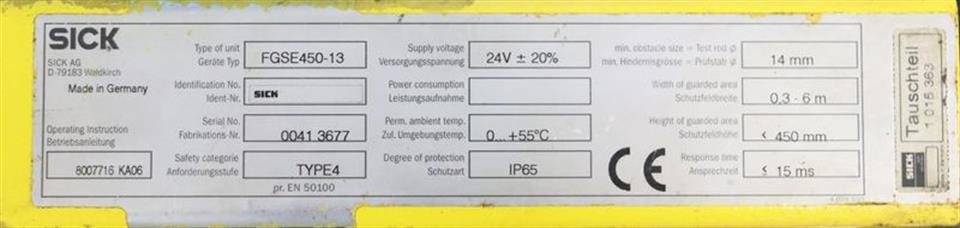 SICK
SICK AG
D-79183 Waldkirch
Made in Germany
Operating Instruction
Betriebsanleitung
8007716 KA06
Type of unit
Geräte Typ
FGSE450-13
Identification No.
Ident-Nr.
SICK
Serial No.
Fabrikations-Nr.
0041 3677
Safety category
Anforderungsstufe
TYPE4
pr. EN 50100
Supply voltage
Versorgungsspannung
24V ± 20%
Power consumption
Leistungsaufnahme
Perm. ambient temp.
Zul. Umgebungstemp.
0... +55°C
Degree of protection
Schutzart
IP65
min. obstacle size = Test rod ø
min. Hindernisgrösse = Prüfstab ø
14 mm
Width of guarded area
Schutzfeldbreite
0,3 - 6 m
Height of guarded area
Schutzfeldhöhe
450 mm
Response time
Ansprechzeit
≤ 15 ms
CE
Tauschteil
1 015 363
SICK